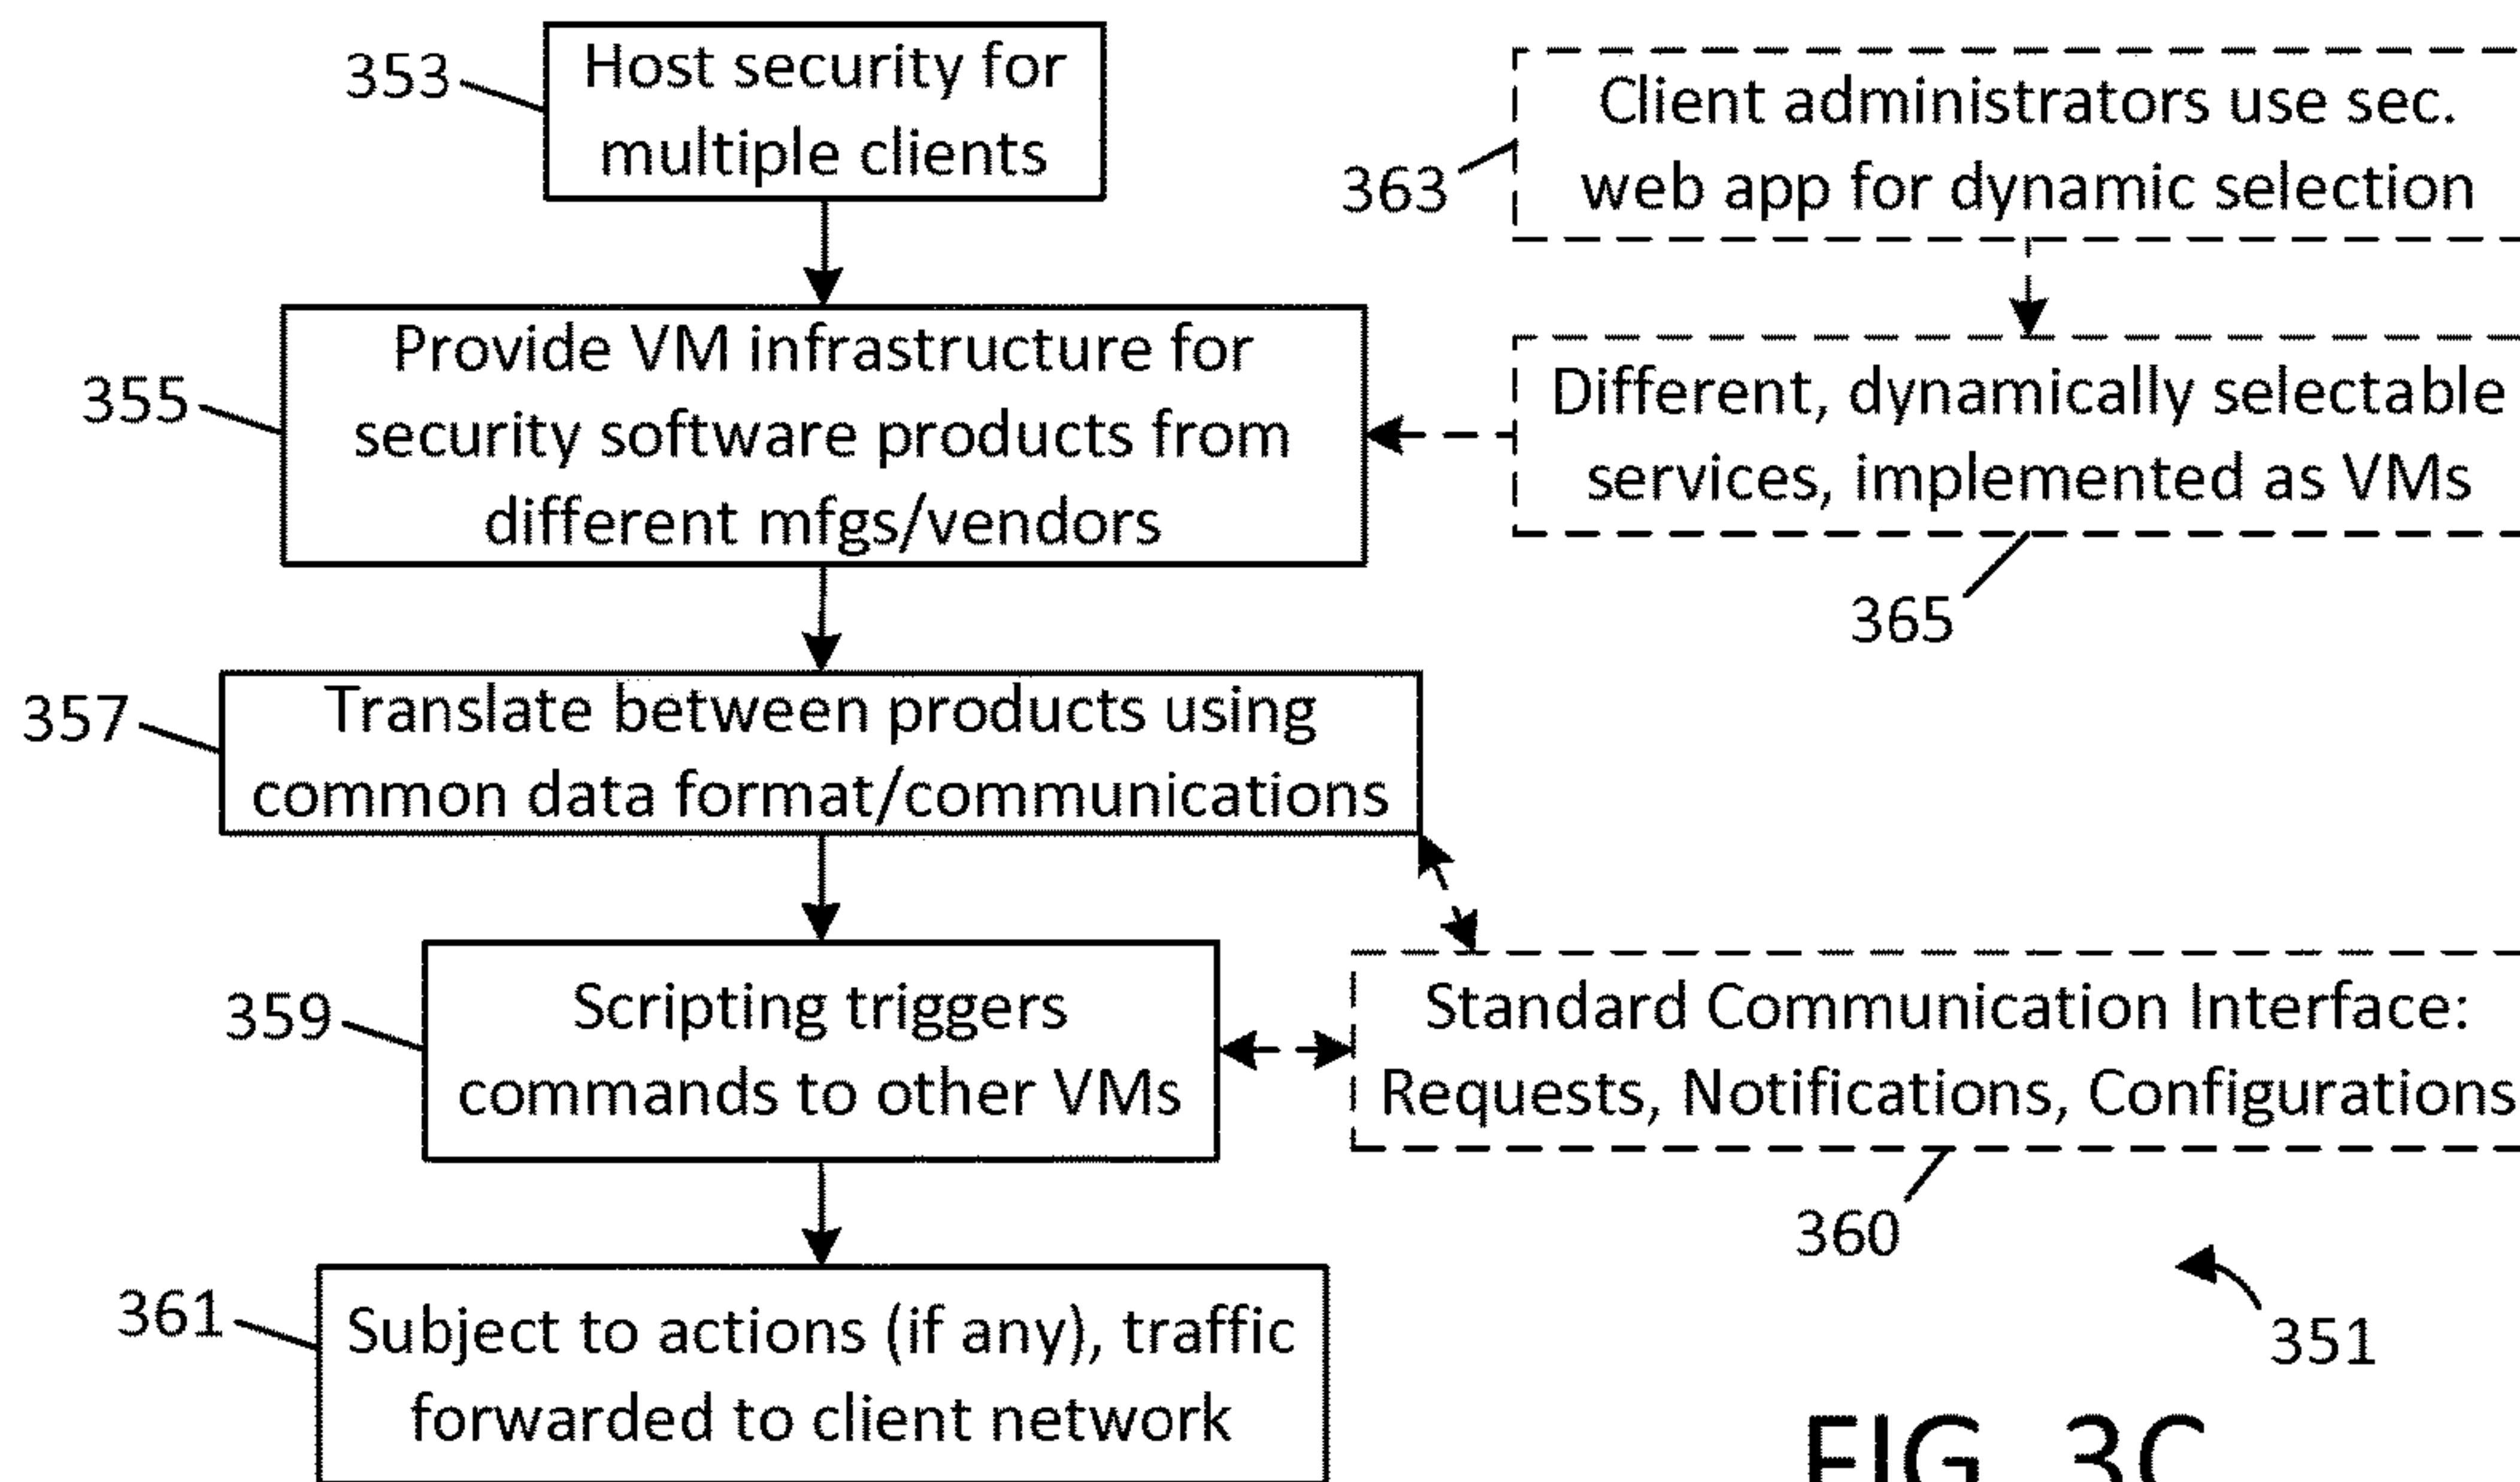 353
Host security for
multiple clients
363
Client administrators use sec.
web app for dynamic selection
355
Provide VM infrastructure for
security software products from
different mfgs/vendors
Different, dynamically selectable
services, implemented as VMs
365
357
Translate between products using
common data format/communications
359
Scripting triggers
commands to other VMs
Standard Communication Interface:
Requests, Notifications, Configurations
360
361
Subject to actions (if any), traffic
forwarded to client network
351
FIG. 3C